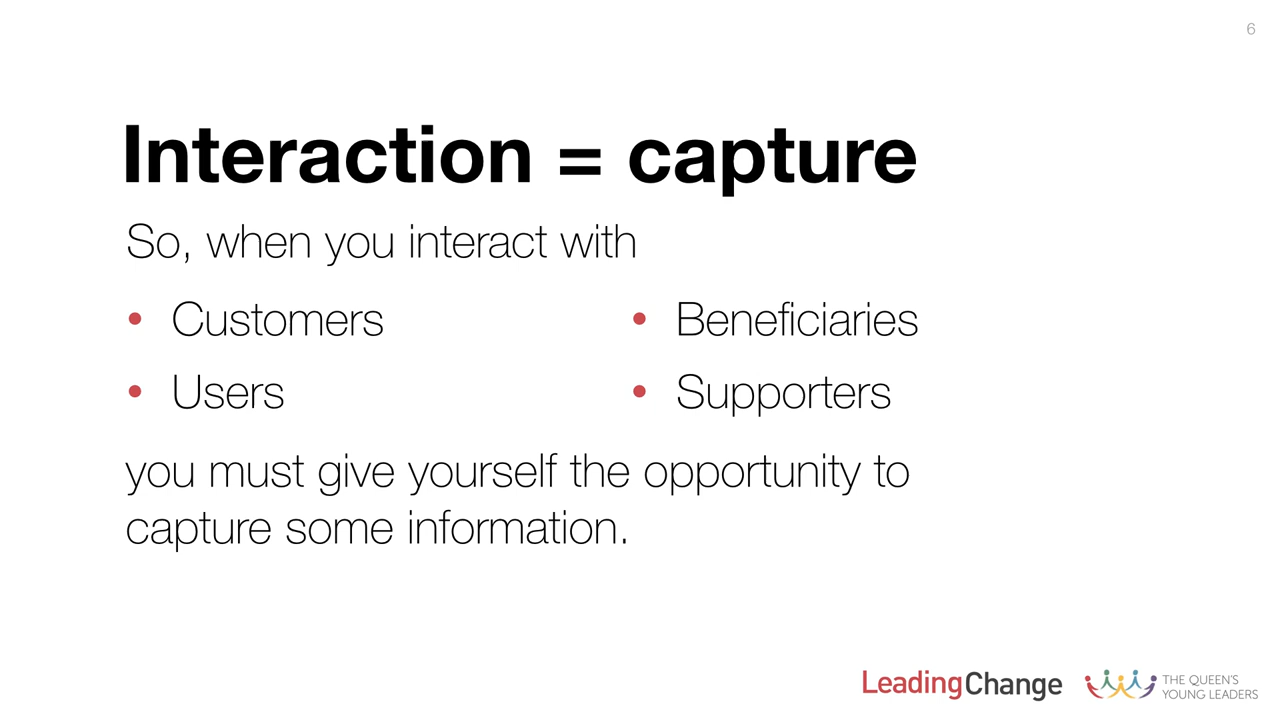 6
Interaction = capture
So, when you interact with
• Customers
• Users
• Beneficiaries
• Supporters
you must give yourself the opportunity to
capture some information.
LeadingChange
THE QUEEN'S
YOUNG LEADERS